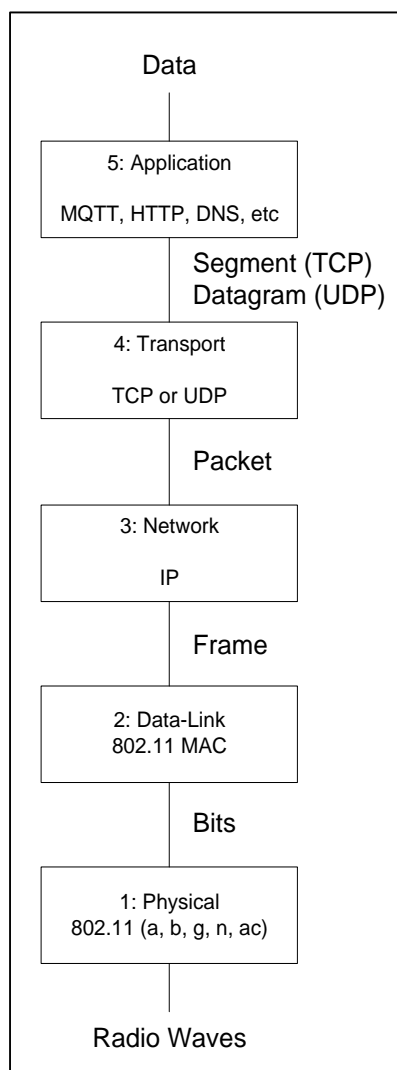 Data
5: Application
MQTT, HTTP, DNS, etc
Segment (TCP)
Datagram (UDP)
4: Transport
TCP or UDP
Packet
3: Network
IP
Frame
2: Data-Link
802.11 MAC
Bits
1: Physical
802.11 (a, b, g, n, ac)
Radio Waves